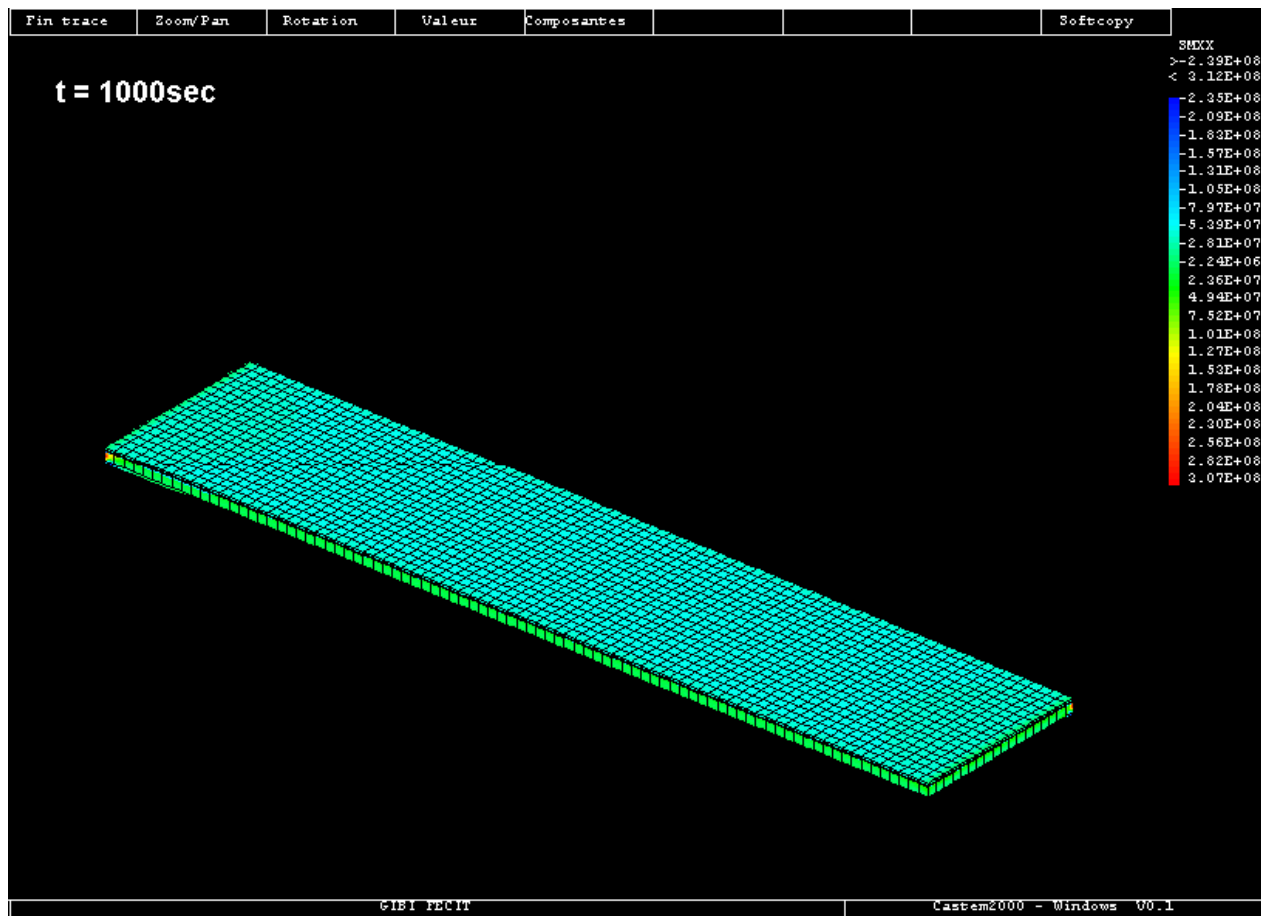 Fin trace Zoom/Pan Rotation Valeur Composantes Softcopy
SMXX
>-2.39E+08
< 3.12E+08
t = 1000sec
-2.35E+08
-2.09E+08
-1.83E+08
-1.57E+08
-1.31E+08
-1.05E+08
-7.97E+07
-5.39E+07
-2.81E+07
-2.24E+06
2.36E+07
4.94E+07
7.52E+07
1.01E+08
1.27E+08
1.53E+08
1.78E+08
2.04E+08
2.30E+08
2.56E+08
2.82E+08
3.07E+08
GIBI FECIT Castem2000 - Windows V0.1